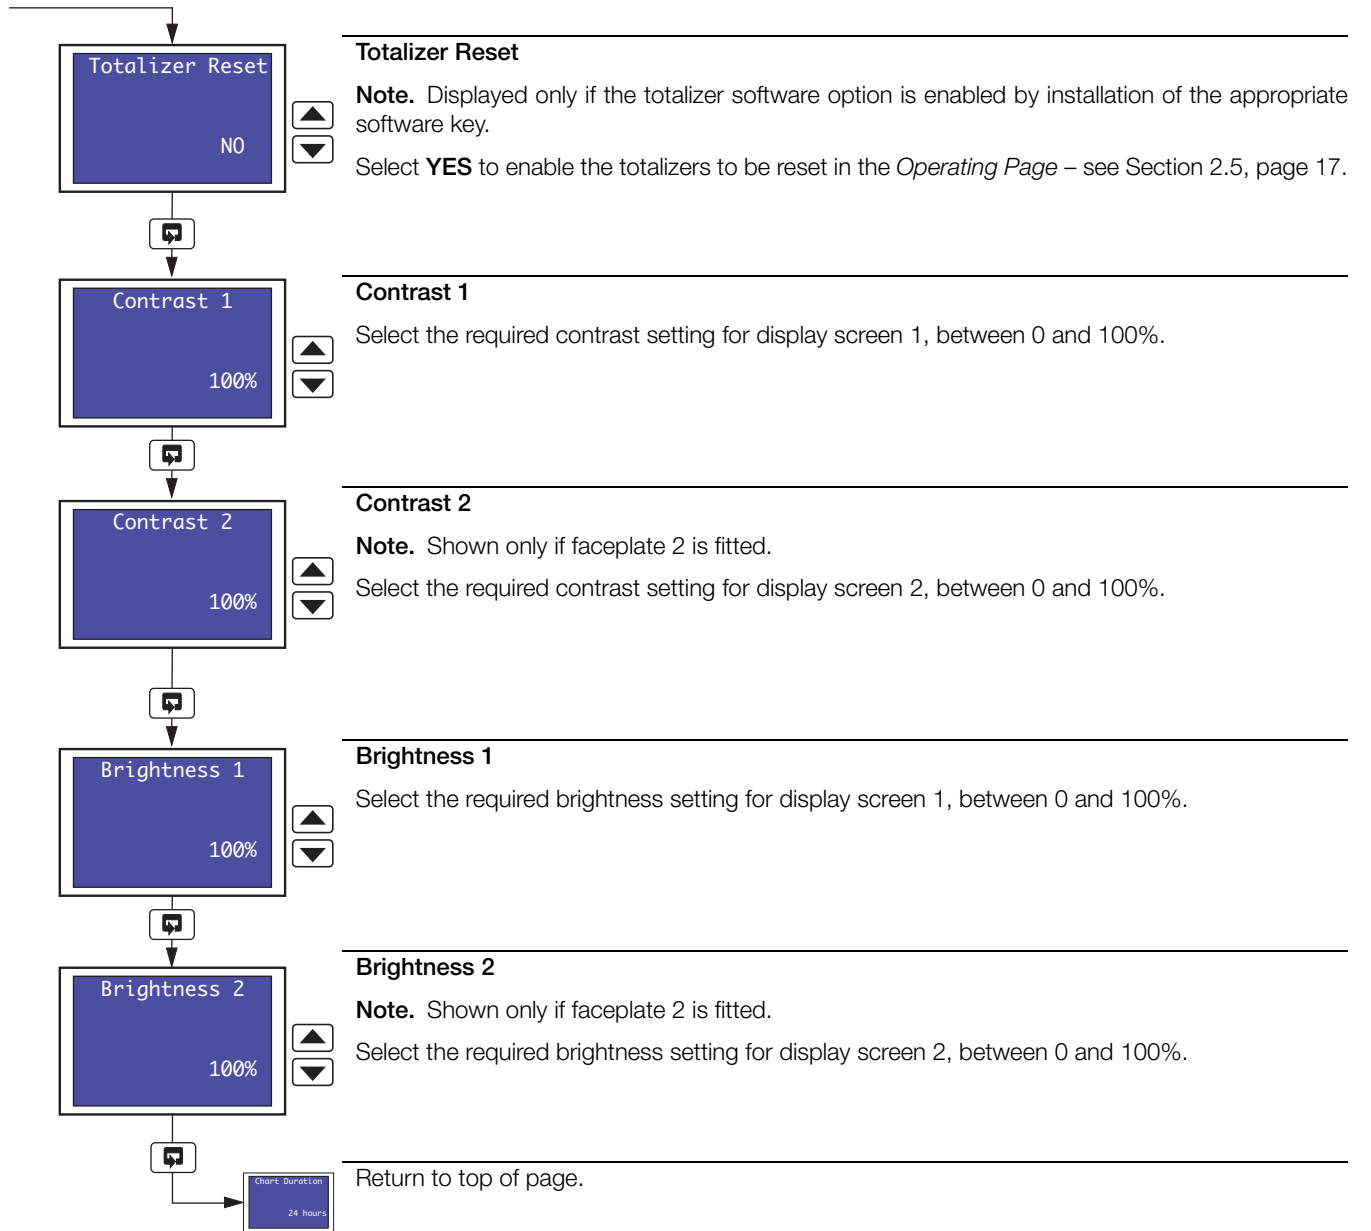 Totalizer Reset
NO
Totalizer Reset
Note. Displayed only if the totalizer software option is enabled by installation of the appropriate
software key.
Select YES to enable the totalizers to be reset in the Operating Page – see Section 2.5, page 17.
Contrast 1
100%
Contrast 1
Select the required contrast setting for display screen 1, between 0 and 100%.
Contrast 2
100%
Contrast 2
Note. Shown only if faceplate 2 is fitted.
Select the required contrast setting for display screen 2, between 0 and 100%.
Brightness 1
100%
Brightness 1
Select the required brightness setting for display screen 1, between 0 and 100%.
Brightness 2
100%
Brightness 2
Note. Shown only if faceplate 2 is fitted.
Select the required brightness setting for display screen 2, between 0 and 100%.
Chart Duration
24 hours
Return to top of page.